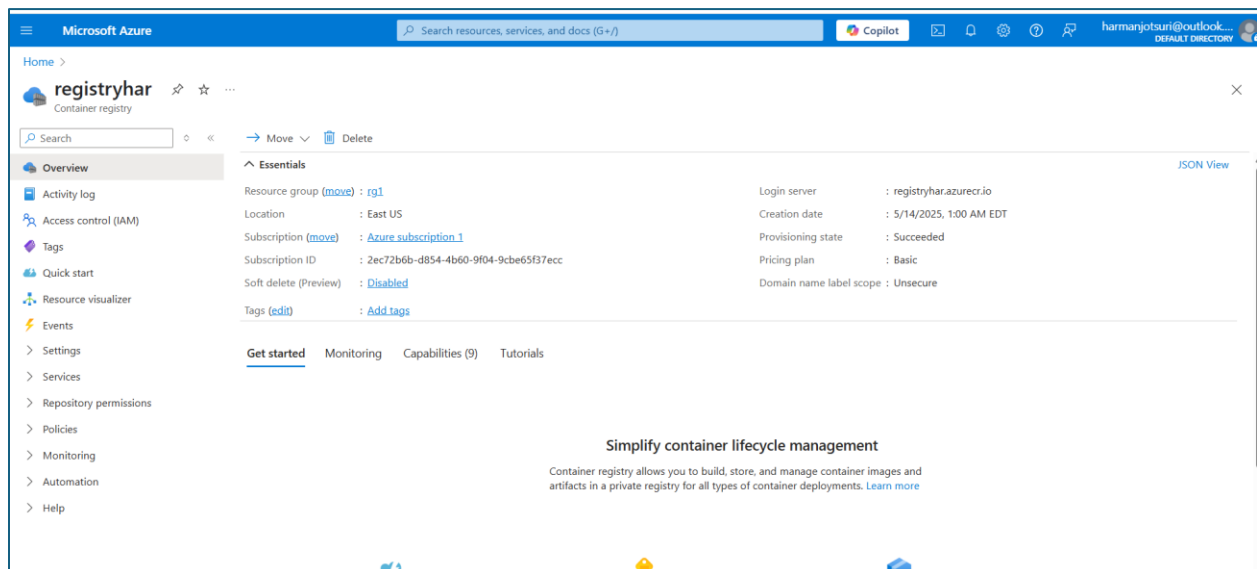 Microsoft Azure
Search resources, services, and docs (G+/)
Copilot
harmanjotsuri@outlook....
DEFAULT DIRECTORY
Home >
registryhar
Container registry
Search
Move
Delete
Overview
Activity log
Access control (IAM)
Tags
Quick start
Resource visualizer
Events
Settings
Services
Repository permissions
Policies
Monitoring
Automation
Help
Essentials
JSON View
Resource group (move) : rg1
Location : East US
Subscription (move) : Azure subscription 1
Subscription ID : 2ec72b6b-d854-4b60-9f04-9cbe65f37ecc
Soft delete (Preview) : Disabled
Tags (edit) : Add tags
Login server : registryhar.azurecr.io
Creation date : 5/14/2025, 1:00 AM EDT
Provisioning state : Succeeded
Pricing plan : Basic
Domain name label scope : Unsecure
Get started Monitoring Capabilities (9) Tutorials
Simplify container lifecycle management
Container registry allows you to build, store, and manage container images and
artifacts in a private registry for all types of container deployments. Learn more